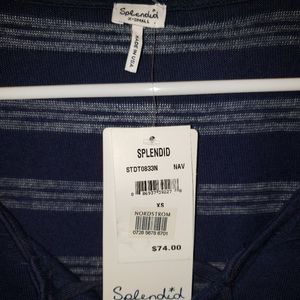 Splendid
X-SMALL
MADE IN USA
SPLENDID
STDT0833N NAV
XS
NORDSTROM
$74.00
Splendid